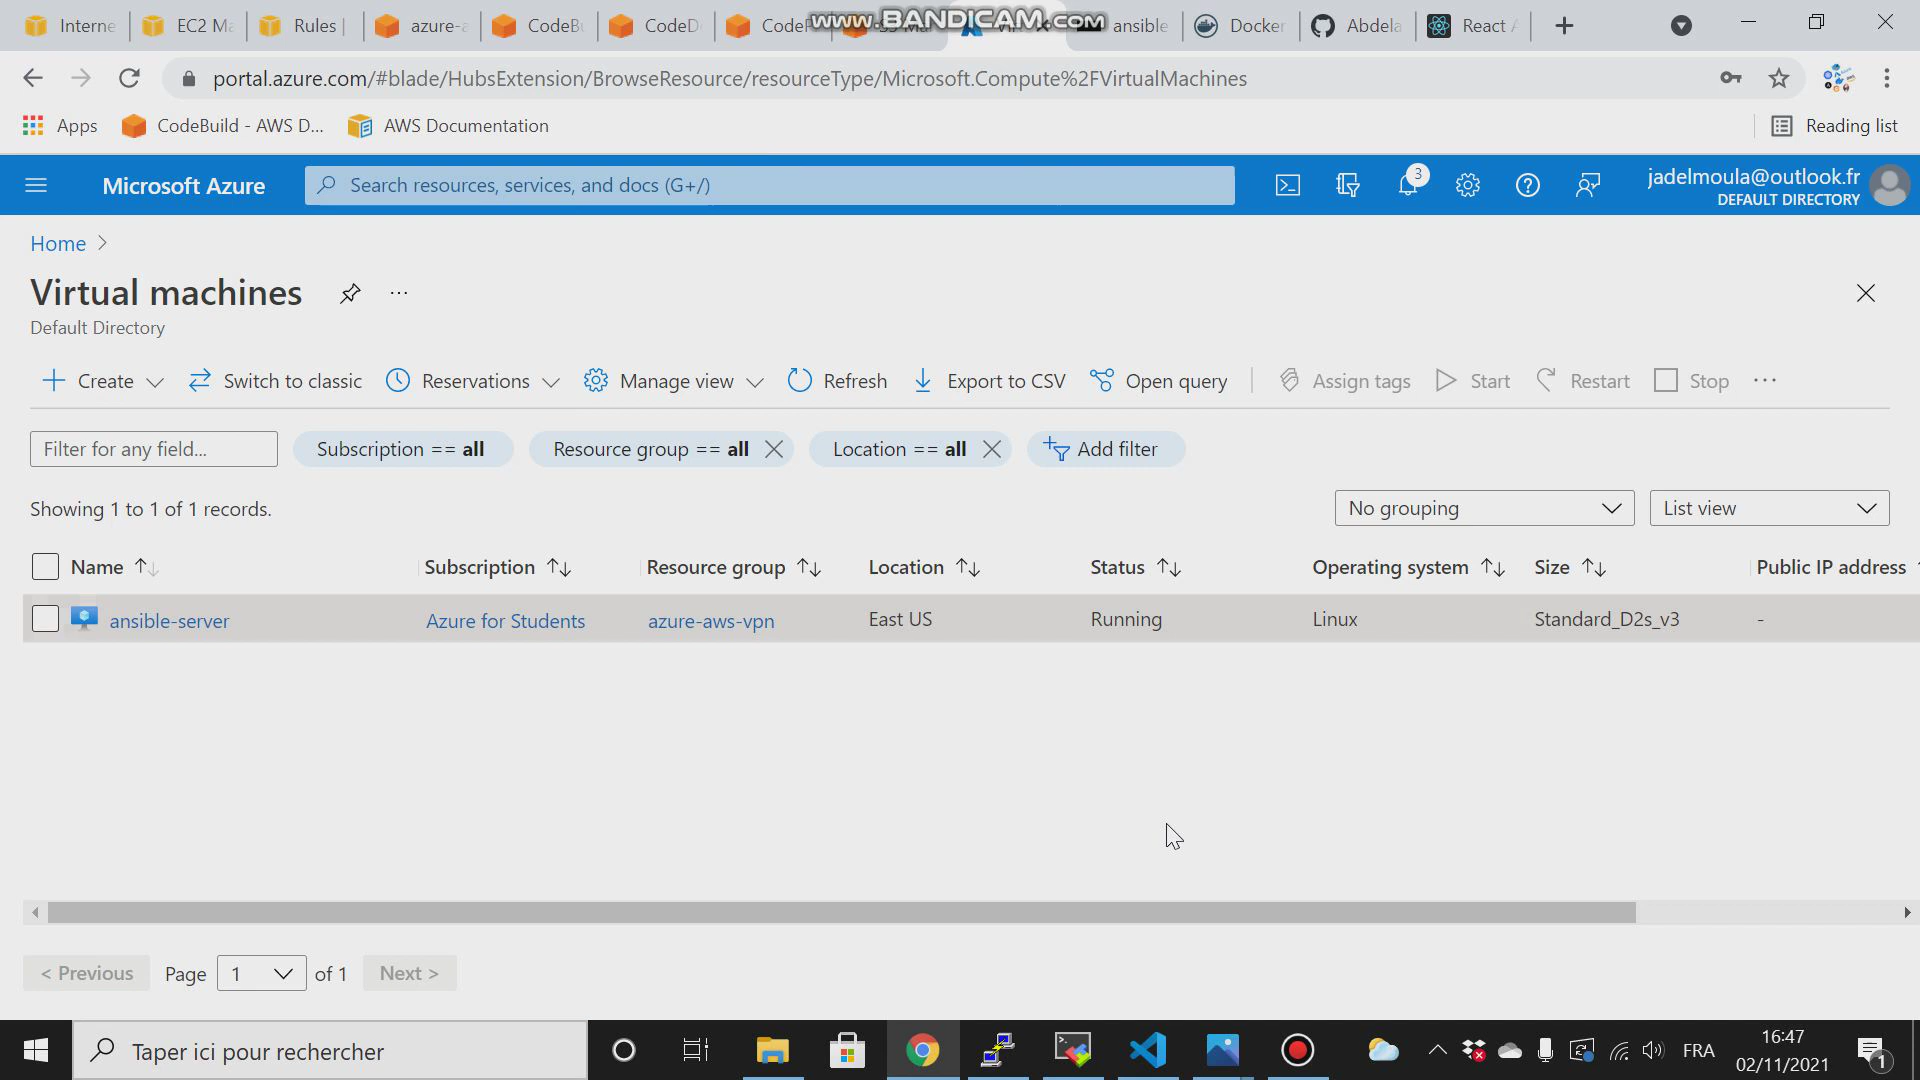 Interne
EC2 Ma
Rules |
azure-a
CodeBu
CodeDe
CodeP
www.BANDICAM.com
ansible
Docker
Abdela
React A
portal.azure.com/#blade/HubsExtension/BrowseResource/resourceType/Microsoft.Compute%2FVirtualMachines
Apps
CodeBuild - AWS D...
AWS Documentation
Reading list
Microsoft Azure
Search resources, services, and docs (G+/)
3
jadelmoula@outlook.fr
DEFAULT DIRECTORY
Home
Virtual machines
...
Default Directory
Create
Switch to classic
Reservations
Manage view
Refresh
Export to CSV
Open query
Assign tags
Start
Restart
Stop
...
Filter for any field...
Subscription == all
Resource group == all
Location == all
Add filter
Showing 1 to 1 of 1 records.
No grouping
List view
Name
Subscription
Resource group
Location
Status
Operating system
Size
Public IP address
ansible-server
Azure for Students
azure-aws-vpn
East US
Running
Linux
Standard_D2s_v3
-
< Previous
Page
1
of 1
Next >
Taper ici pour rechercher
FRA
16:47
02/11/2021
1